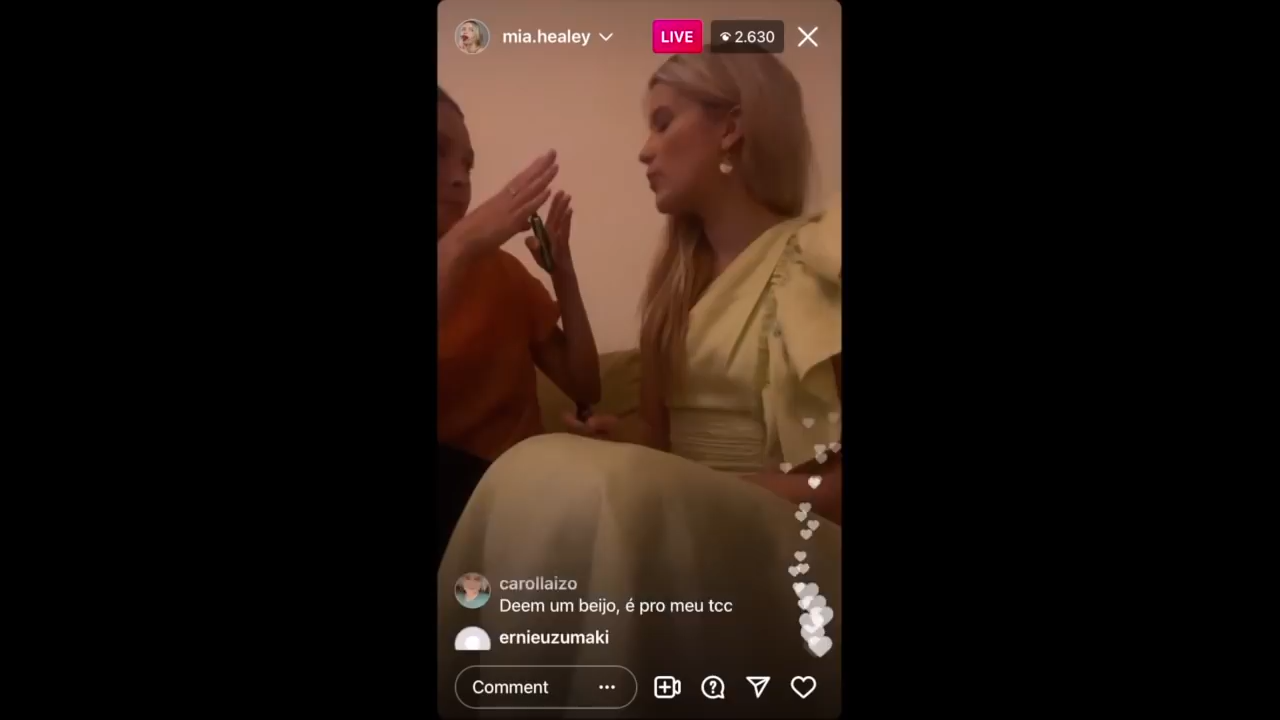 mia.healey
LIVE
2.630
carollaizo
Deem um beijo, é pro meu tcc
ernieuzumaki
Comment